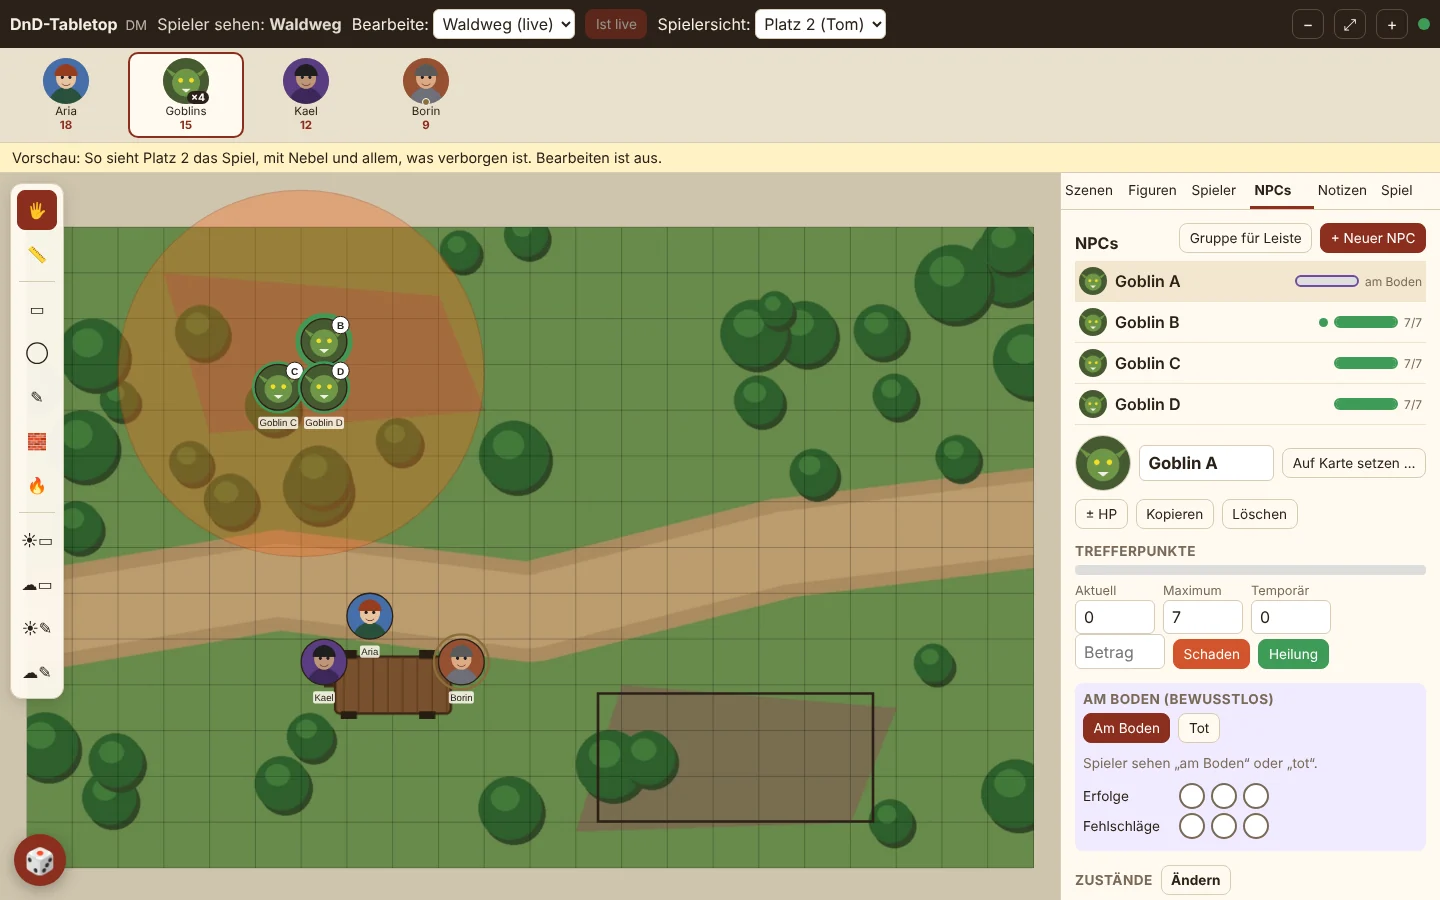 DnD-Tabletop DM Spieler sehen: Waldweg Bearbeite: Waldweg (live) Ist live Spielersicht: Platz 2 (Tom) − +
×4
Aria Goblins Kael Borin
18 15 12 9
Vorschau: So sieht Platz 2 das Spiel, mit Nebel und allem, was verborgen ist. Bearbeiten ist aus.
Szenen Figuren Spieler NPCs Notizen Spiel
NPCs Gruppe für Leiste + Neuer NPC
Goblin A am Boden
Goblin B 7/7
Goblin C 7/7
Goblin D 7/7
Goblin A Auf Karte setzen ...
± HP Kopieren Löschen
TREFFERPUNKTE
Aktuell Maximum Temporär
0 7 0
Betrag Schaden Heilung
AM BODEN (BEWUSSTLOS)
Am Boden Tot
Spieler sehen „am Boden“ oder „tot“.
Erfolge
Fehlschläge
ZUSTÄNDE Ändern
B
C D
Goblin C Goblin D
Aria
Kael Borin